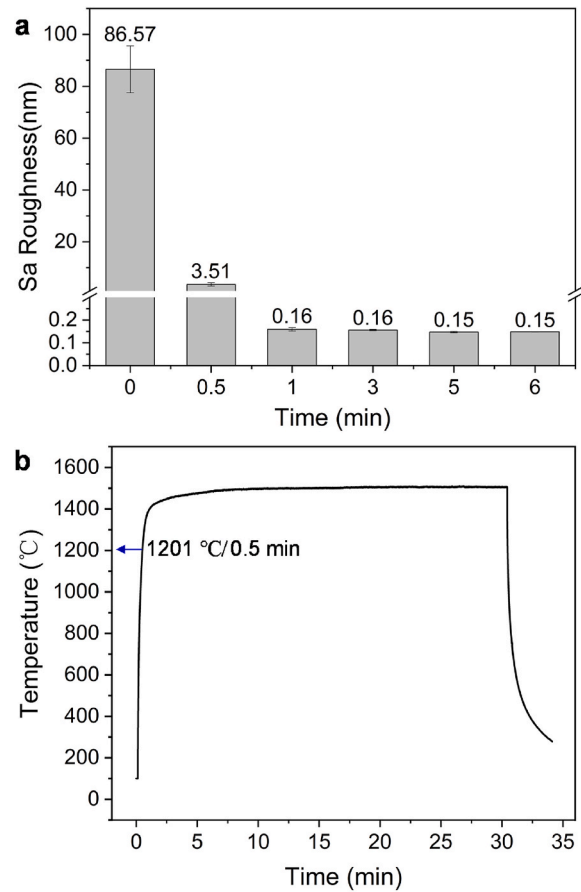 a
Sa Roughness(nm)
100
80
60
40
20
0.2
0.1
0.0
86.57
3.51
0.16
0.16
0.15
0.15
0 0.5 1 3 5 6
Time (min)
b
Temperature (℃)
1600
1400
1200
1000
800
600
400
200
0
1201 ℃/0.5 min
0 5 10 15 20 25 30 35
Time (min)